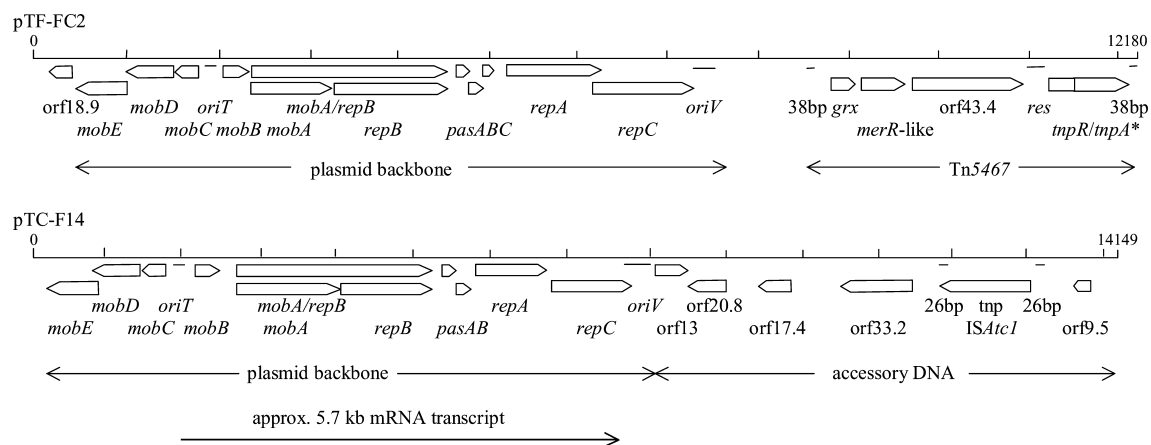 pTF-FC2
0 12180
orf18.9 mobD oriT mobA/repB repA oriV 38bp grx orf43.4 res 38bp
mobE mobC mobB mobA repB pasABC repC merR-like tnpR/tnpA*
plasmid backbone Tn5467
pTC-F14
0 14149
mobD oriT mobA/repB repA oriV orf20.8 26bp tnp 26bp
mobE mobC mobB mobA repB pasAB repC orf13 orf17.4 orf33.2 ISAtc1 orf9.5
plasmid backbone accessory DNA
approx. 5.7 kb mRNA transcript